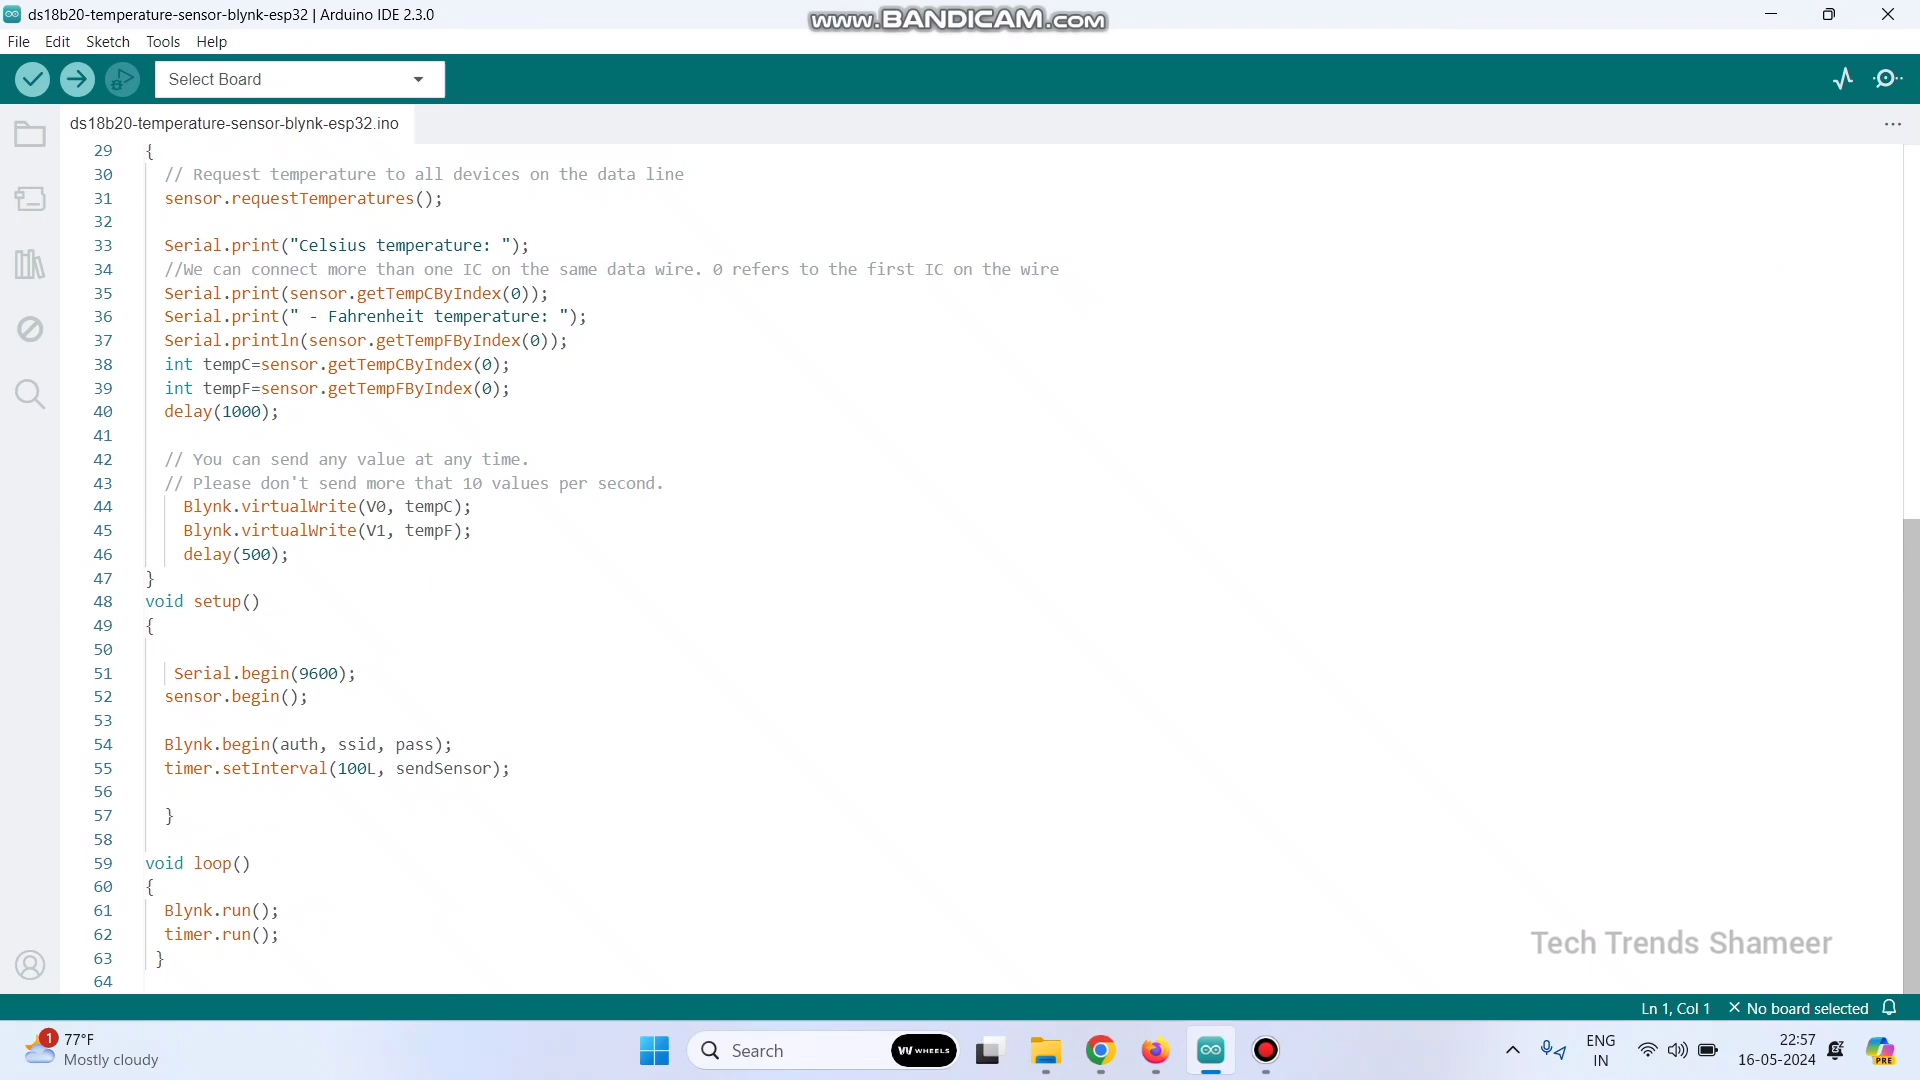 ds18b20-temperature-sensor-blynk-esp32 | Arduino IDE 2.3.0
www.BANDICAM.com
File Edit Sketch Tools Help
Select Board
ds18b20-temperature-sensor-blynk-esp32.ino
29 {
30 // Request temperature to all devices on the data line
31 sensor.requestTemperatures();
32
33 Serial.print("Celsius temperature: ");
34 //We can connect more than one IC on the same data wire. 0 refers to the first IC on the wire
35 Serial.print(sensor.getTempCByIndex(0));
36 Serial.print(" - Fahrenheit temperature: ");
37 Serial.println(sensor.getTempFByIndex(0));
38 int tempC=sensor.getTempCByIndex(0);
39 int tempF=sensor.getTempFByIndex(0);
40 delay(1000);
41
42 // You can send any value at any time.
43 // Please don't send more that 10 values per second.
44 Blynk.virtualWrite(V0, tempC);
45 Blynk.virtualWrite(V1, tempF);
46 delay(500);
47 }
48 void setup()
49 {
50
51 Serial.begin(9600);
52 sensor.begin();
53
54 Blynk.begin(auth, ssid, pass);
55 timer.setInterval(100L, sendSensor);
56
57 }
58
59 void loop()
60 {
61 Blynk.run();
62 timer.run();
63 }
64
Tech Trends Shameer
Ln 1, Col 1 × No board selected
1
77°F
Mostly cloudy
Search
WHEELS
ENG
IN
22:57
16-05-2024
PRE